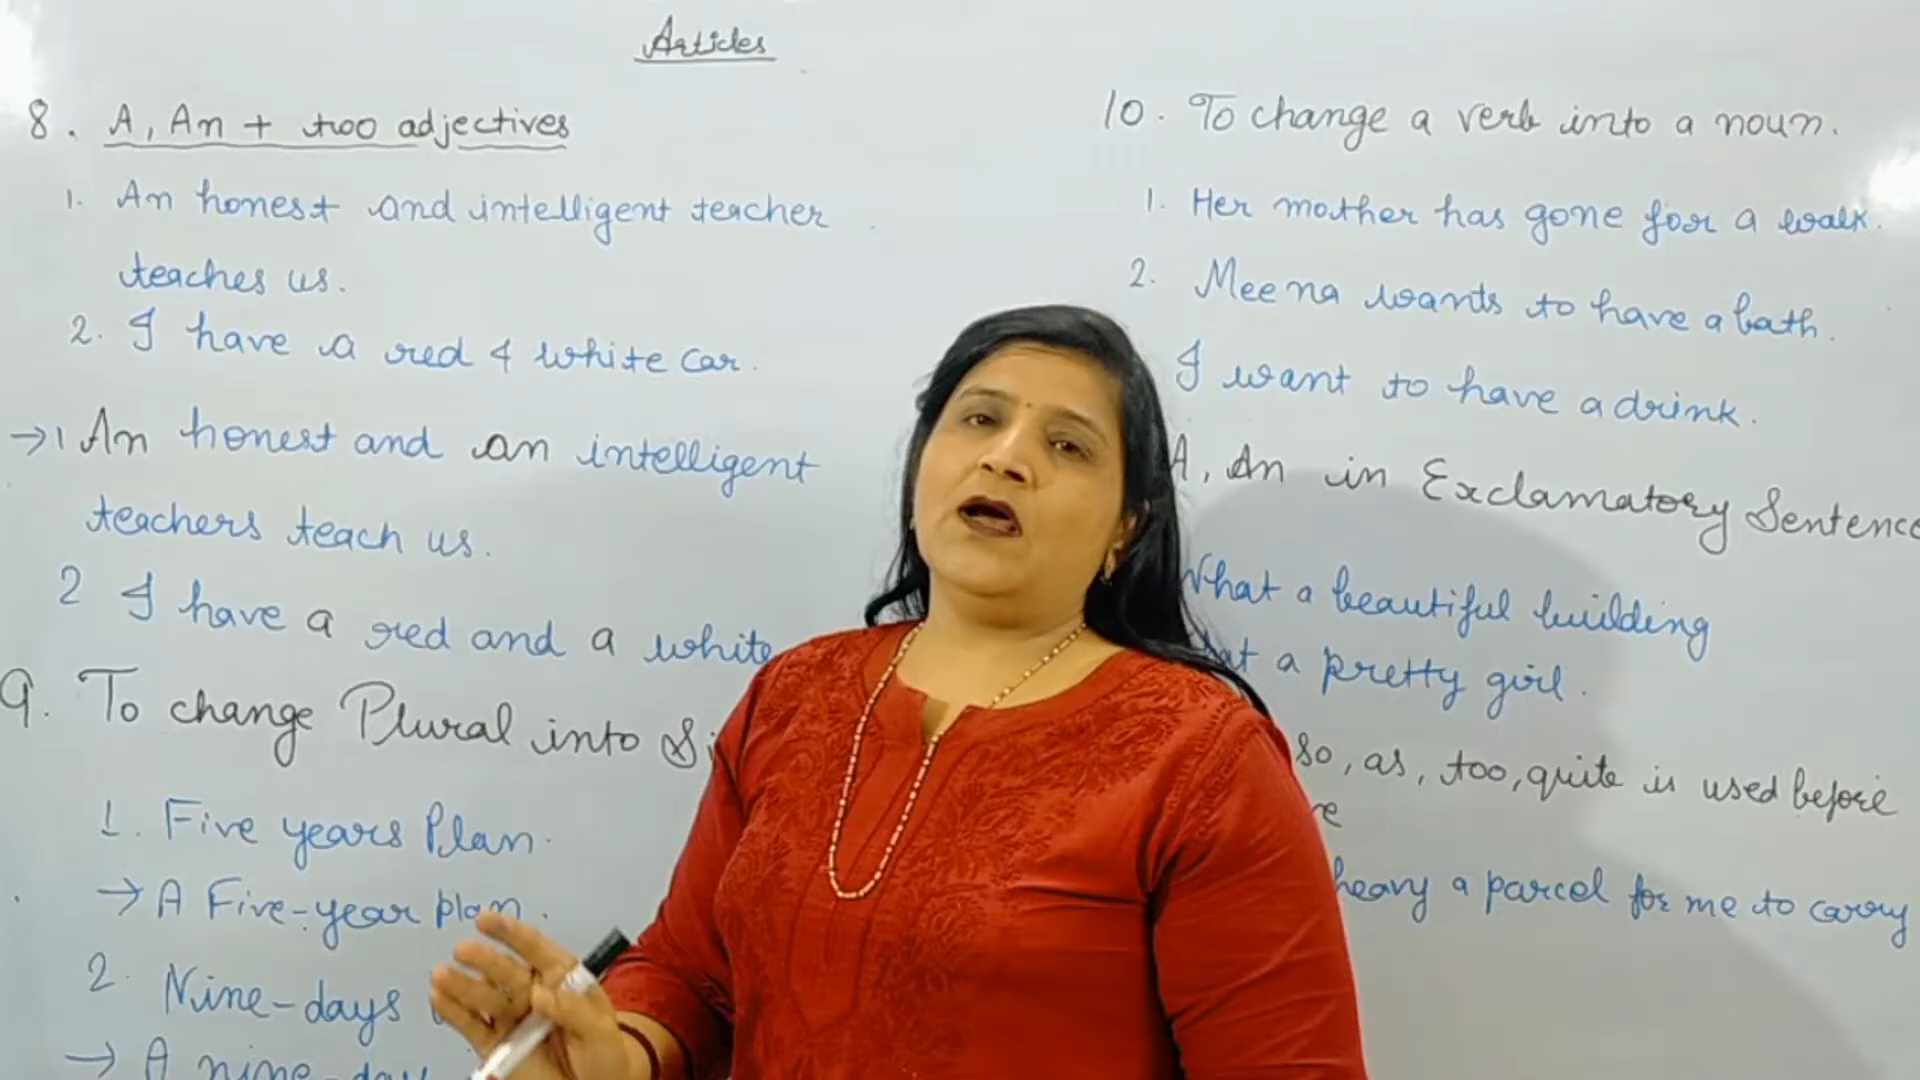 Articles
8. A, An + two adjectives
1. An honest and intelligent teacher
teaches us.
2. I have a red & white car.
→1 An honest and an intelligent
teachers teach us.
2 I have a red and a white
9. To change Plural into
1. Five years Plan.
→ A Five-year plan.
2. Nine-days
→ A nine-day
10. To change a verb into a noun.
1. Her mother has gone for a walk.
2. Meena wants to have a bath.
I want to have a drink.
A, An in Exclamatory Sentence
What a beautiful building
a pretty girl.
so, as, too, quite is used before
heavy a parcel for me to carry